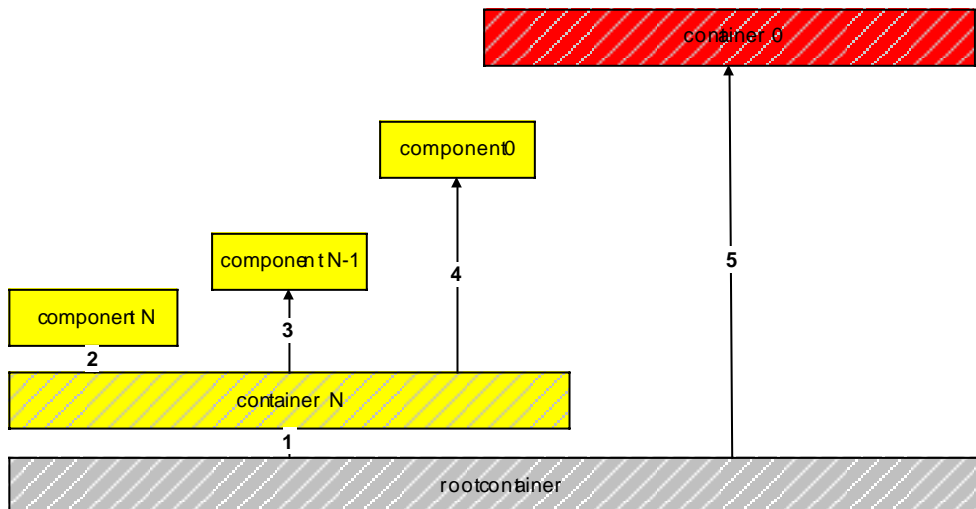 container 0
component0
component N-1
4
5
component N
3
2
container N
1
rootcontainer